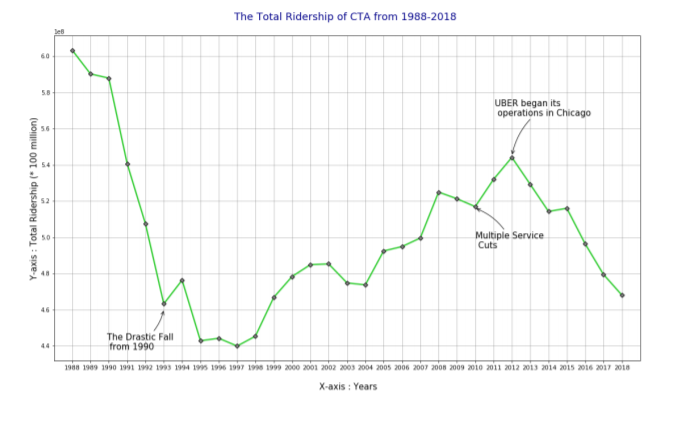 The Total Ridership of CTA from 1988-2018
1e8
6.0
5.8
UBER began its
operations in Chicago
5.6
5.4
5.2
5.0
Multiple Service
Cuts
4.8
4.6
The Drastic Fall
from 1990
4.4
Y-axis : Total Ridership (* 100 million)
1988 1989 1990 1991 1992 1993 1994 1995 1996 1997 1998 1999 2000 2001 2002 2003 2004 2005 2006 2007 2008 2009 2010 2011 2012 2013 2014 2015 2016 2017 2018
X-axis : Years